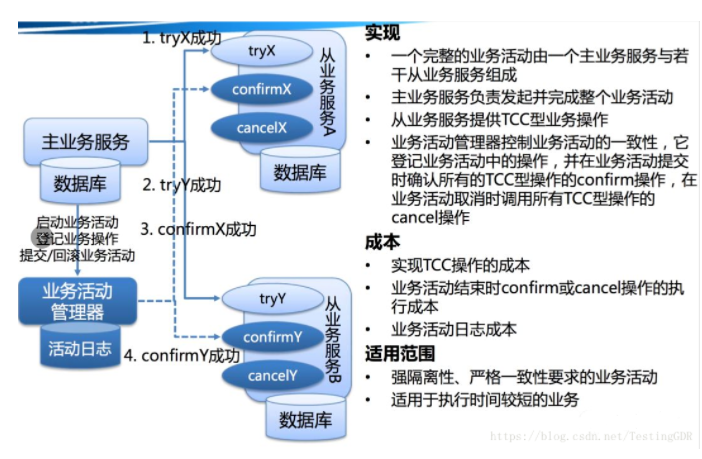 1. tryX成功
tryX
confirmX
cancelX
从业务服务A
数据库
主业务服务
数据库
2. tryY成功
启动业务活动
登记业务操作
提交/回滚业务活动
3. confirmX成功
业务活动
管理器
活动日志
tryY
confirmY
cancelY
从业务服务B
数据库
4. confirmY成功
实现
• 一个完整的业务活动由一个主业务服务与若
干从业务服务组成
• 主业务服务负责发起并完成整个业务活动
• 从业务服务提供TCC型业务操作
• 业务活动管理器控制业务活动的一致性，它
登记业务活动中的操作，并在业务活动提交
时确认所有的TCC型操作的confirm操作，在
业务活动取消时调用所有TCC型操作的
cancel操作
成本
• 实现TCC操作的成本
• 业务活动结束时confirm或cancel操作的执
行成本
• 业务活动日志成本
适用范围
• 强隔离性、严格一致性要求的业务活动
• 适用于执行时间较短的业务
https://blog.csdn.net/TestingGDR